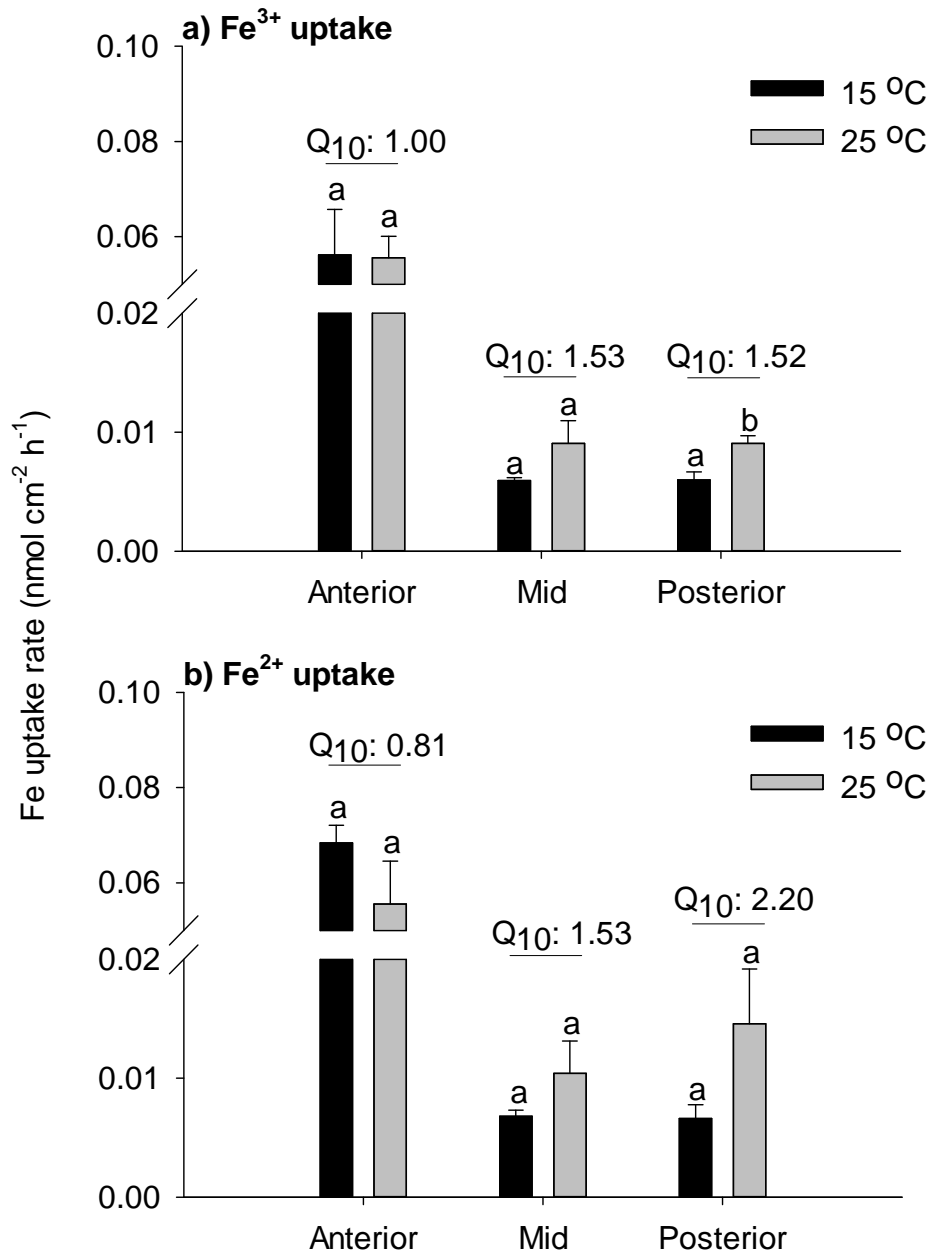 a) Fe³⁺ uptake
0.10
15 ᴼC
25 ᴼC
0.08
Q₁₀: 1.00
a a
0.06
0.02
Q₁₀: 1.53 Q₁₀: 1.52
a b
0.01
a a
0.00
Anterior Mid Posterior
Fe uptake rate (nmol cm⁻² h⁻¹)
b) Fe²⁺ uptake
0.10
15 ᴼC
25 ᴼC
Q₁₀: 0.81
0.08
a a
0.06
Q₁₀: 1.53 Q₁₀: 2.20
0.02
a a
0.01
a a
0.00
Anterior Mid Posterior